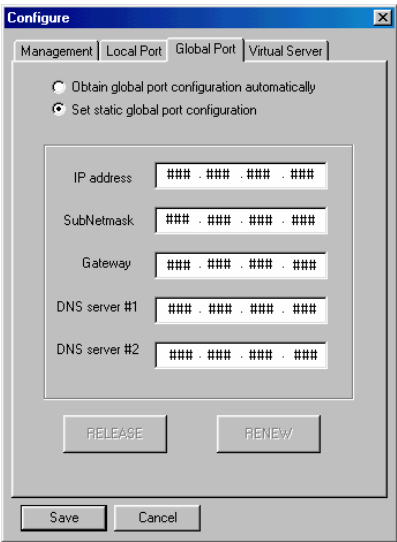 Configure
Management Local Port Global Port Virtual Server
Obtain global port configuration automatically
Set static global port configuration
IP address ### . ### . ### . ###
SubNetmask ### . ### . ### . ###
Gateway ### . ### . ### . ###
DNS server #1 ### . ### . ### . ###
DNS server #2 ### . ### . ### . ###
RELEASE RENEW
Save Cancel